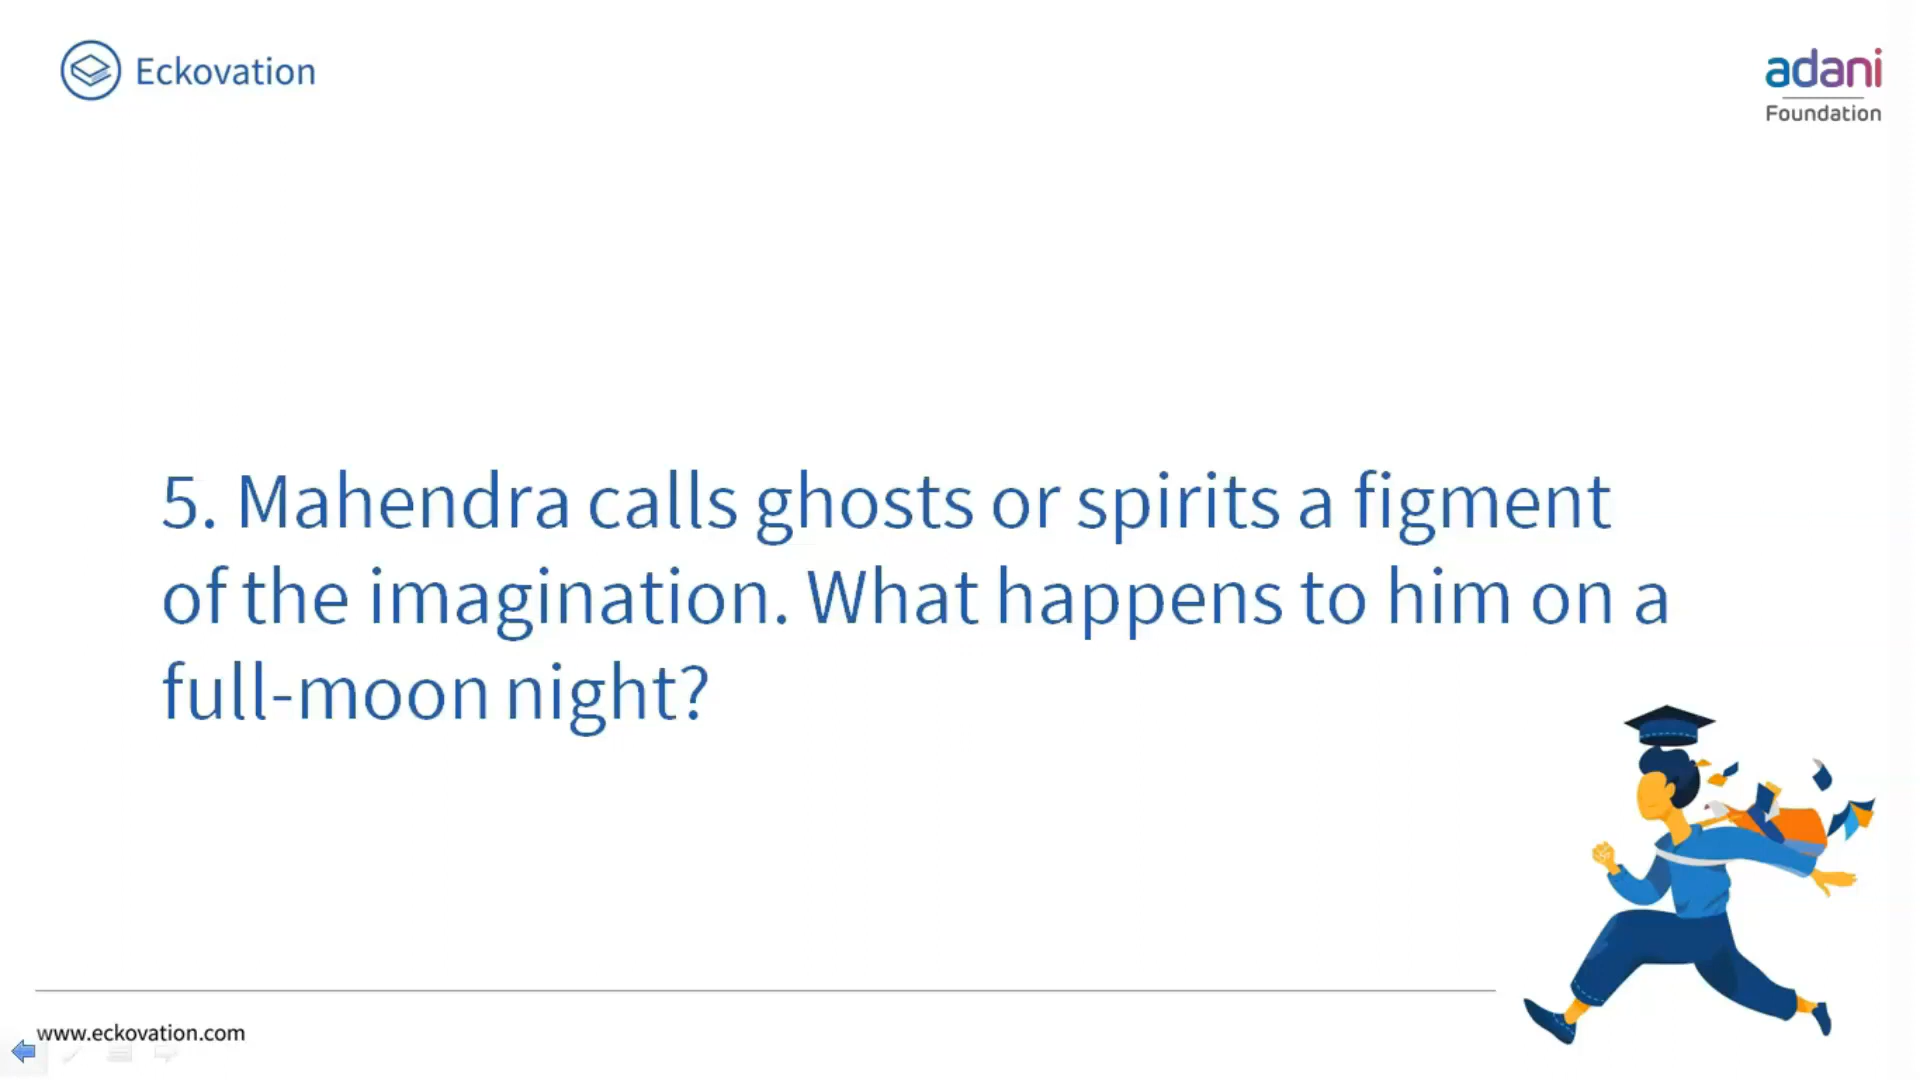 Eckovation
adani
Foundation
5. Mahendra calls ghosts or spirits a figment
of the imagination. What happens to him on a
full-moon night?
www.eckovation.com